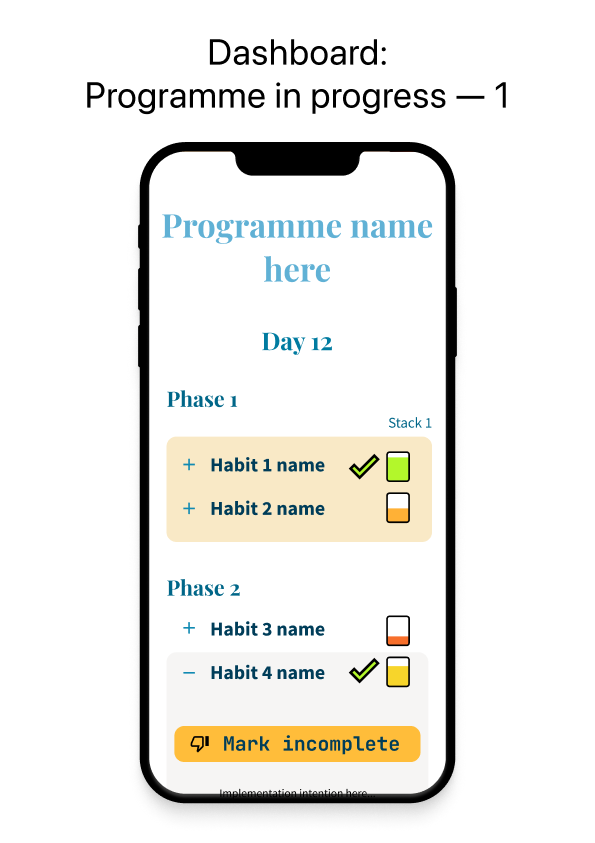 Dashboard:
Programme in progress — 1
Programme name
here
Day 12
Phase 1
Stack 1
+ Habit 1 name
+ Habit 2 name
Phase 2
+ Habit 3 name
− Habit 4 name
Mark incomplete
Implementation intention here...